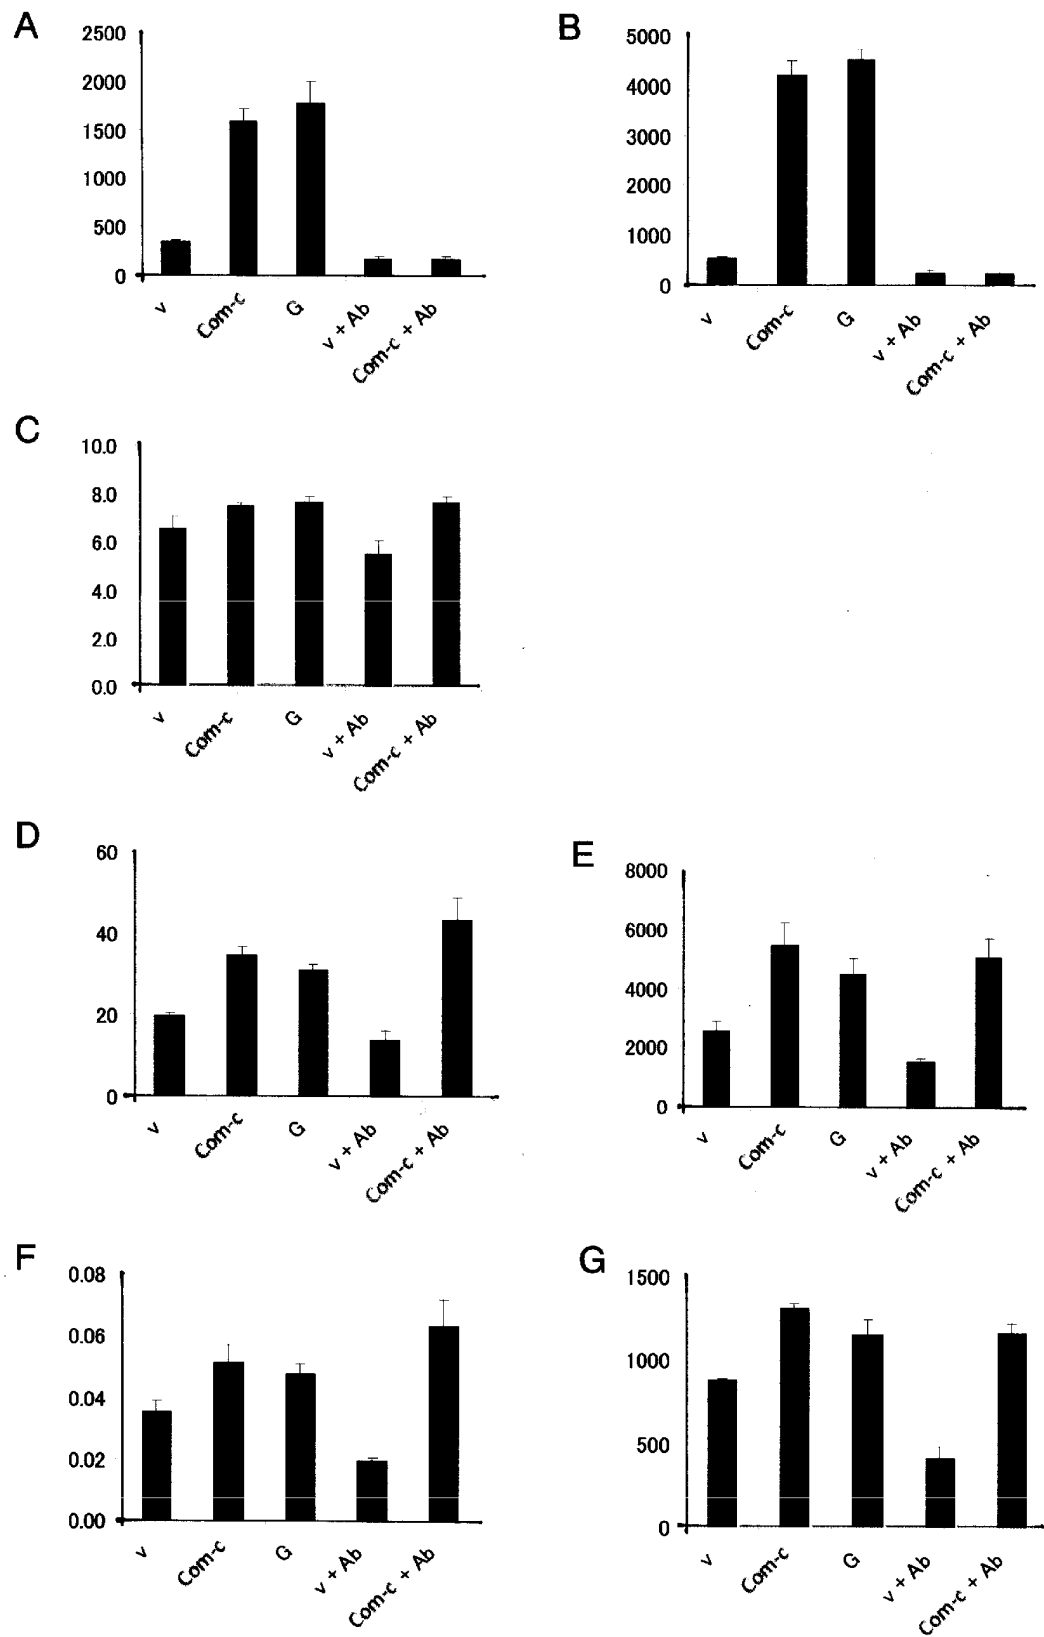 A
2500
2000
1500
1000
500
0
v
Com-c
G
v + Ab
Com-c + Ab
B
5000
4000
3000
2000
1000
0
v
Com-c
G
v + Ab
Com-c + Ab
C
10.0
8.0
6.0
4.0
2.0
0.0
v
Com-c
G
v + Ab
Com-c + Ab
D
60
40
20
0
v
Com-c
G
v + Ab
Com-c + Ab
E
8000
6000
4000
2000
0
v
Com-c
G
v + Ab
Com-c + Ab
F
0.08
0.06
0.04
0.02
0.00
v
Com-c
G
v + Ab
Com-c + Ab
G
1500
1000
500
0
v
Com-c
G
v + Ab
Com-c + Ab